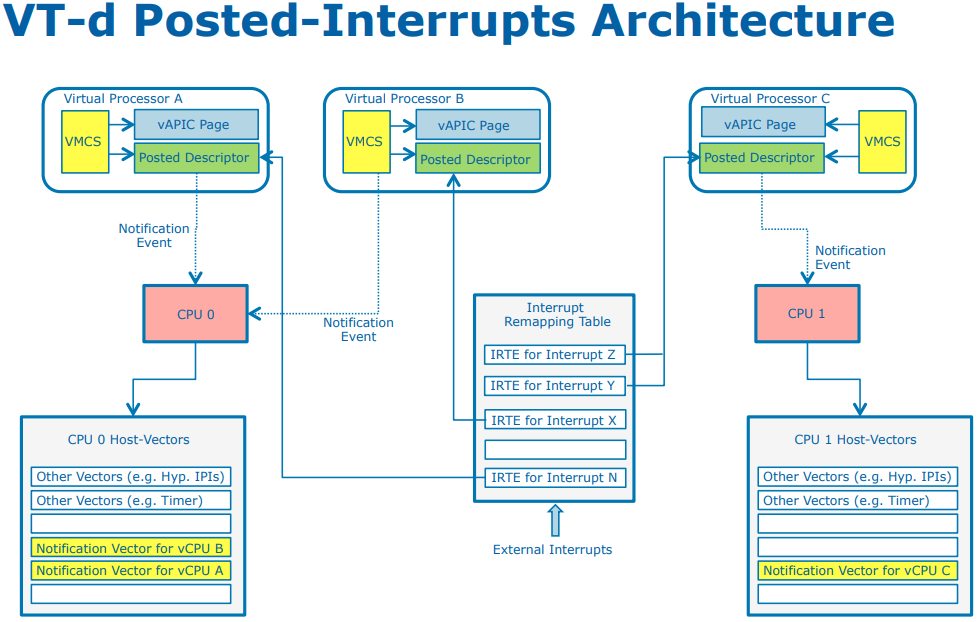 VT-d Posted-Interrupts Architecture
Virtual Processor A
VMCS
vAPIC Page
Posted Descriptor
Virtual Processor B
VMCS
vAPIC Page
Posted Descriptor
Virtual Processor C
vAPIC Page
VMCS
Posted Descriptor
Notification
Event
Notification
Event
Notification
Event
CPU 0
CPU 1
Interrupt
Remapping Table
IRTE for Interrupt Z
IRTE for Interrupt Y
IRTE for Interrupt X
IRTE for Interrupt N
External Interrupts
CPU 0 Host-Vectors
Other Vectors (e.g. Hyp. IPIs)
Other Vectors (e.g. Timer)
Notification Vector for vCPU B
Notification Vector for vCPU A
CPU 1 Host-Vectors
Other Vectors (e.g. Hyp. IPIs)
Other Vectors (e.g. Timer)
Notification Vector for vCPU C